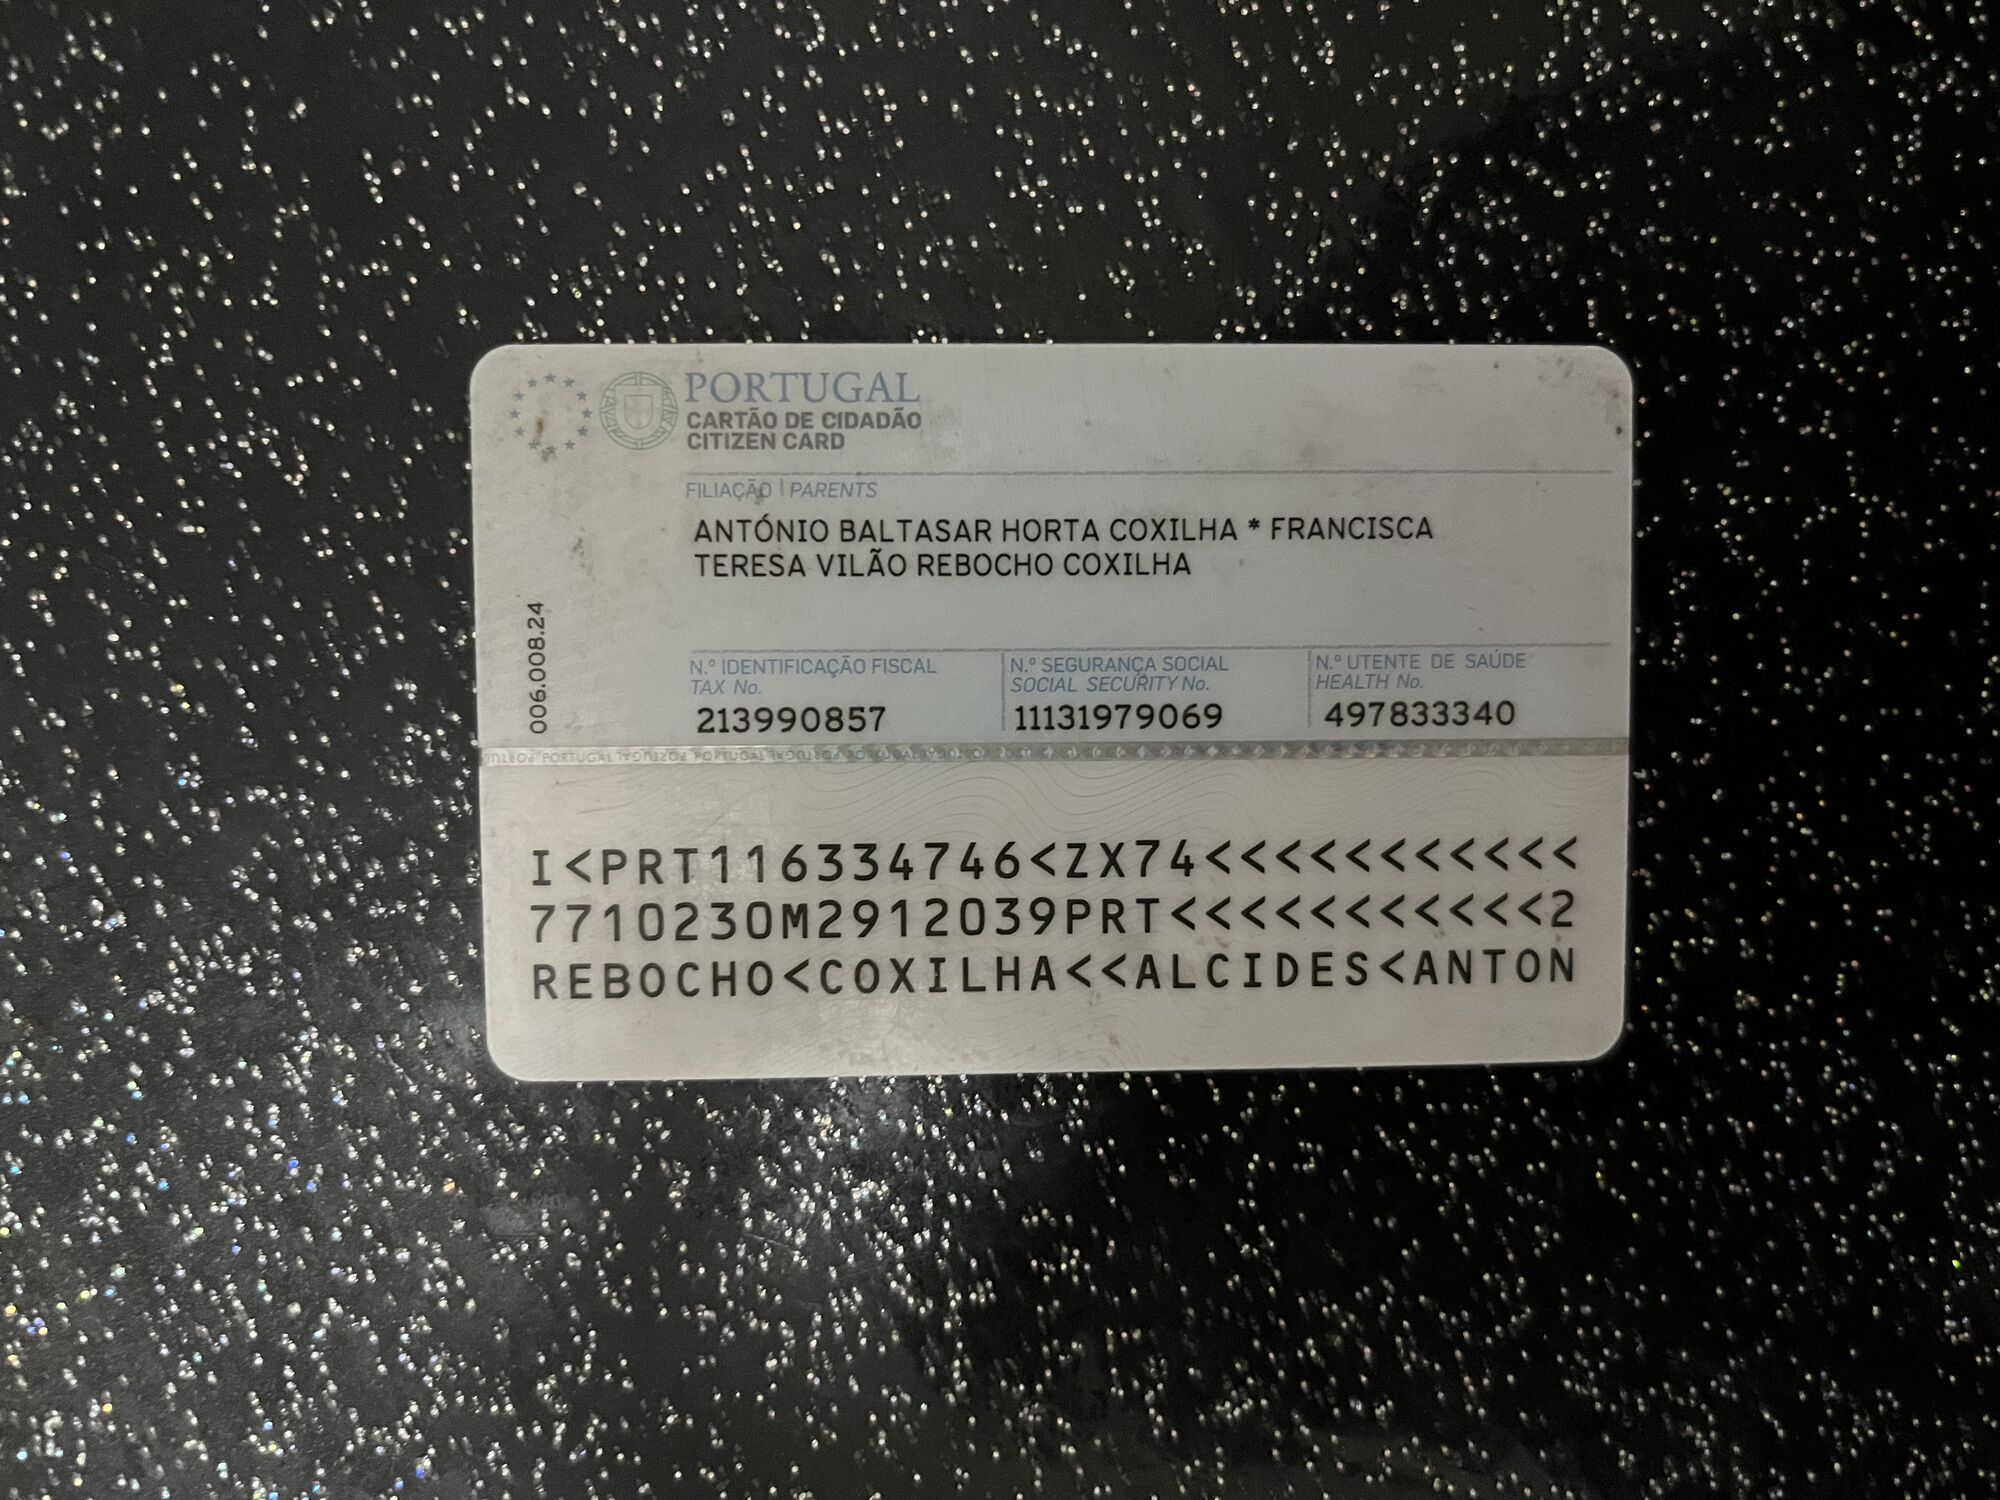 PORTUGAL
CARTÃO DE CIDADÃO
CITIZEN CARD
FILIAÇÃO | PARENTS
ANTÓNIO BALTASAR HORTA COXILHA * FRANCISCA
TERESA VILÃO REBOCHO COXILHA
006.008.24
N.º IDENTIFICAÇÃO FISCAL
TAX No.
213990857
N.º SEGURANÇA SOCIAL
SOCIAL SECURITY No.
11131979069
N.º UTENTE DE SAÚDE
HEALTH No.
497833340
PORTUGAL PORTUGAL
I<PRT116334746<ZX74<<<<<<<<<<<
7710230M2912039PRT<<<<<<<<<<<2
REBOCHO<COXILHA<<ALCIDES<ANTON